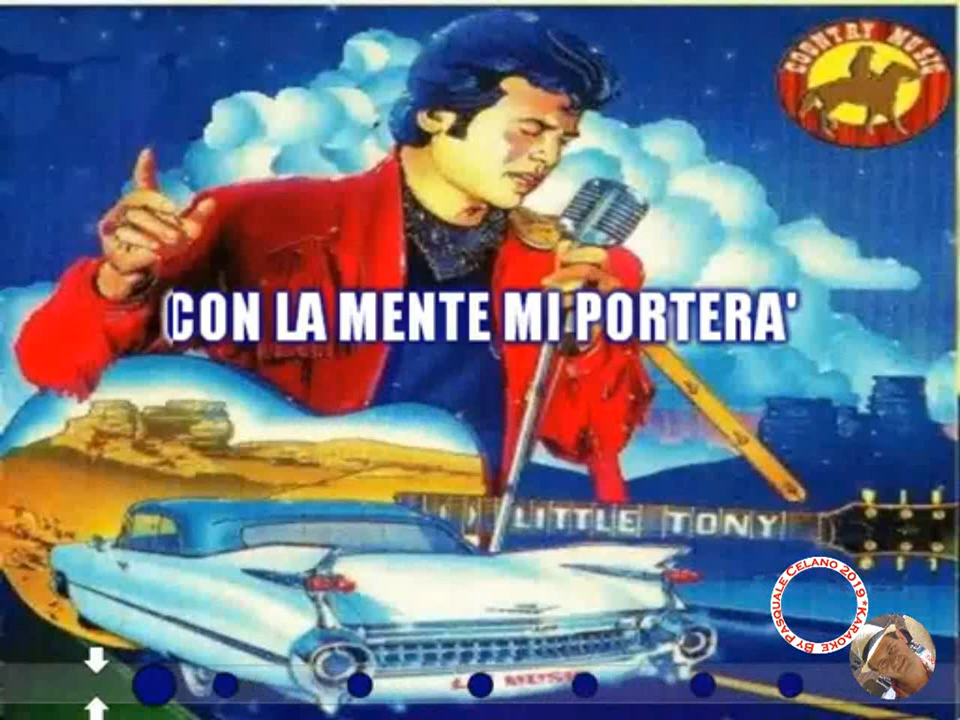 COUNTRY MUSIC
CON LA MENTE MI PORTERA'
LITTLE TONY
By Pasquale Celano 2019 * Karaoke